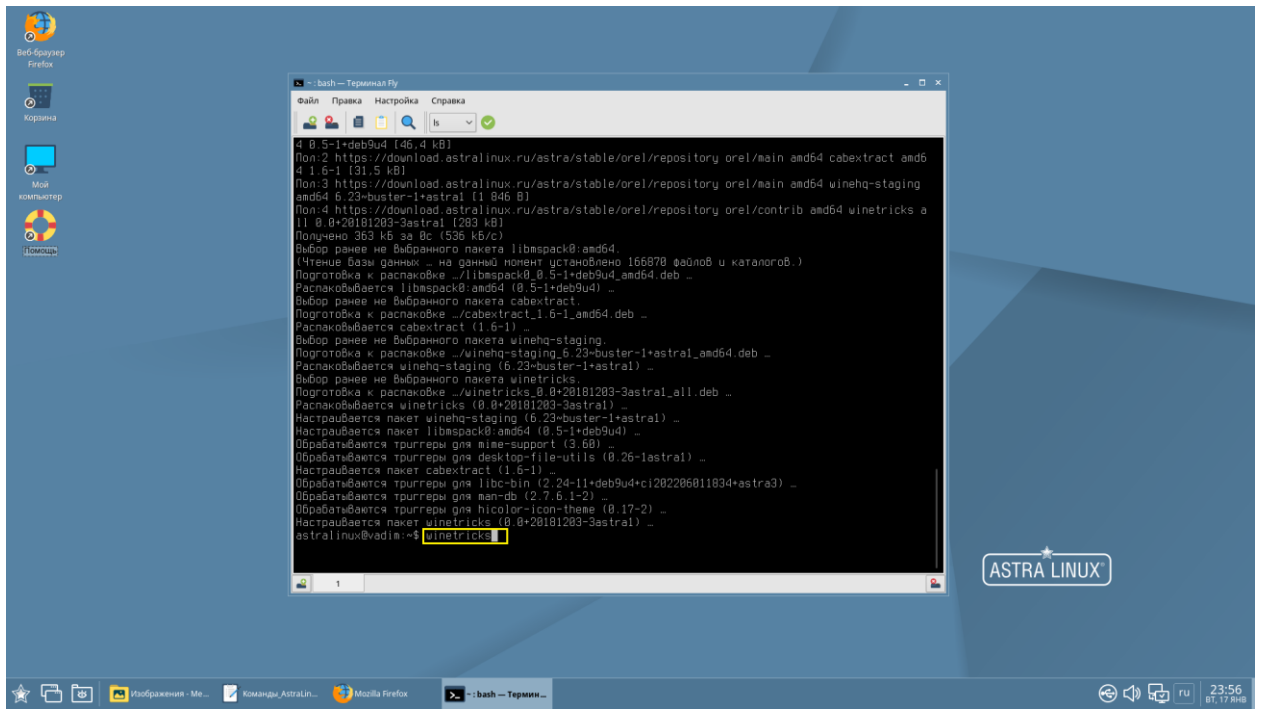 Веб-браузер
Firefox
Корзина
Мой
компьютер
Помощь
~ : bash — Терминал Fly
Файл Правка Настройка Справка
ls
4 0.5-1+deb9u4 [46,4 kB]
Пол:2 https://download.astralinux.ru/astra/stable/orel/repository orel/main amd64 cabextract amd6
4 1.6-1 [31,5 kB]
Пол:3 https://download.astralinux.ru/astra/stable/orel/repository orel/main amd64 winehq-staging
amd64 6.23~buster-1+astra1 [1 846 B]
Пол:4 https://download.astralinux.ru/astra/stable/orel/repository orel/contrib amd64 winetricks a
ll 0.0+20181203-3astra1 [283 kB]
Получено 363 kБ за 0с (536 kБ/c)
Выбор ранее не выбранного пакета libmspack0:amd64.
(Чтение базы данных … на данный момент установлено 166870 файлов и каталогов.)
Подготовка к распаковке …/libmspack0_0.5-1+deb9u4_amd64.deb …
Распаковывается libmspack0:amd64 (0.5-1+deb9u4) …
Выбор ранее не выбранного пакета cabextract.
Подготовка к распаковке …/cabextract_1.6-1_amd64.deb …
Распаковывается cabextract (1.6-1) …
Выбор ранее не выбранного пакета winehq-staging.
Подготовка к распаковке …/winehq-staging_6.23~buster-1+astra1_amd64.deb …
Распаковывается winehq-staging (6.23~buster-1+astra1) …
Выбор ранее не выбранного пакета winetricks.
Подготовка к распаковке …/winetricks_0.0+20181203-3astra1_all.deb …
Распаковывается winetricks (0.0+20181203-3astra1) …
Настраивается пакет winehq-staging (6.23~buster-1+astra1) …
Настраивается пакет libmspack0:amd64 (0.5-1+deb9u4) …
Обрабатываются триггеры для mime-support (3.60) …
Обрабатываются триггеры для desktop-file-utils (0.26-1astra1) …
Настраивается пакет cabextract (1.6-1) …
Обрабатываются триггеры для libc-bin (2.24-11+deb9u4+ci202206011834+astra3) …
Обрабатываются триггеры для man-db (2.7.6.1-2) …
Обрабатываются триггеры для hicolor-icon-theme (0.17-2) …
Настраивается пакет winetricks (0.0+20181203-3astra1) …
astralinux@vadim:~$ winetricks
1
ASTRA LINUX®
Изображения - Ме...
Команды_AstraLin...
Mozilla Firefox
~ : bash — Термин...
ru
23:56
ВТ, 17 ЯНВ